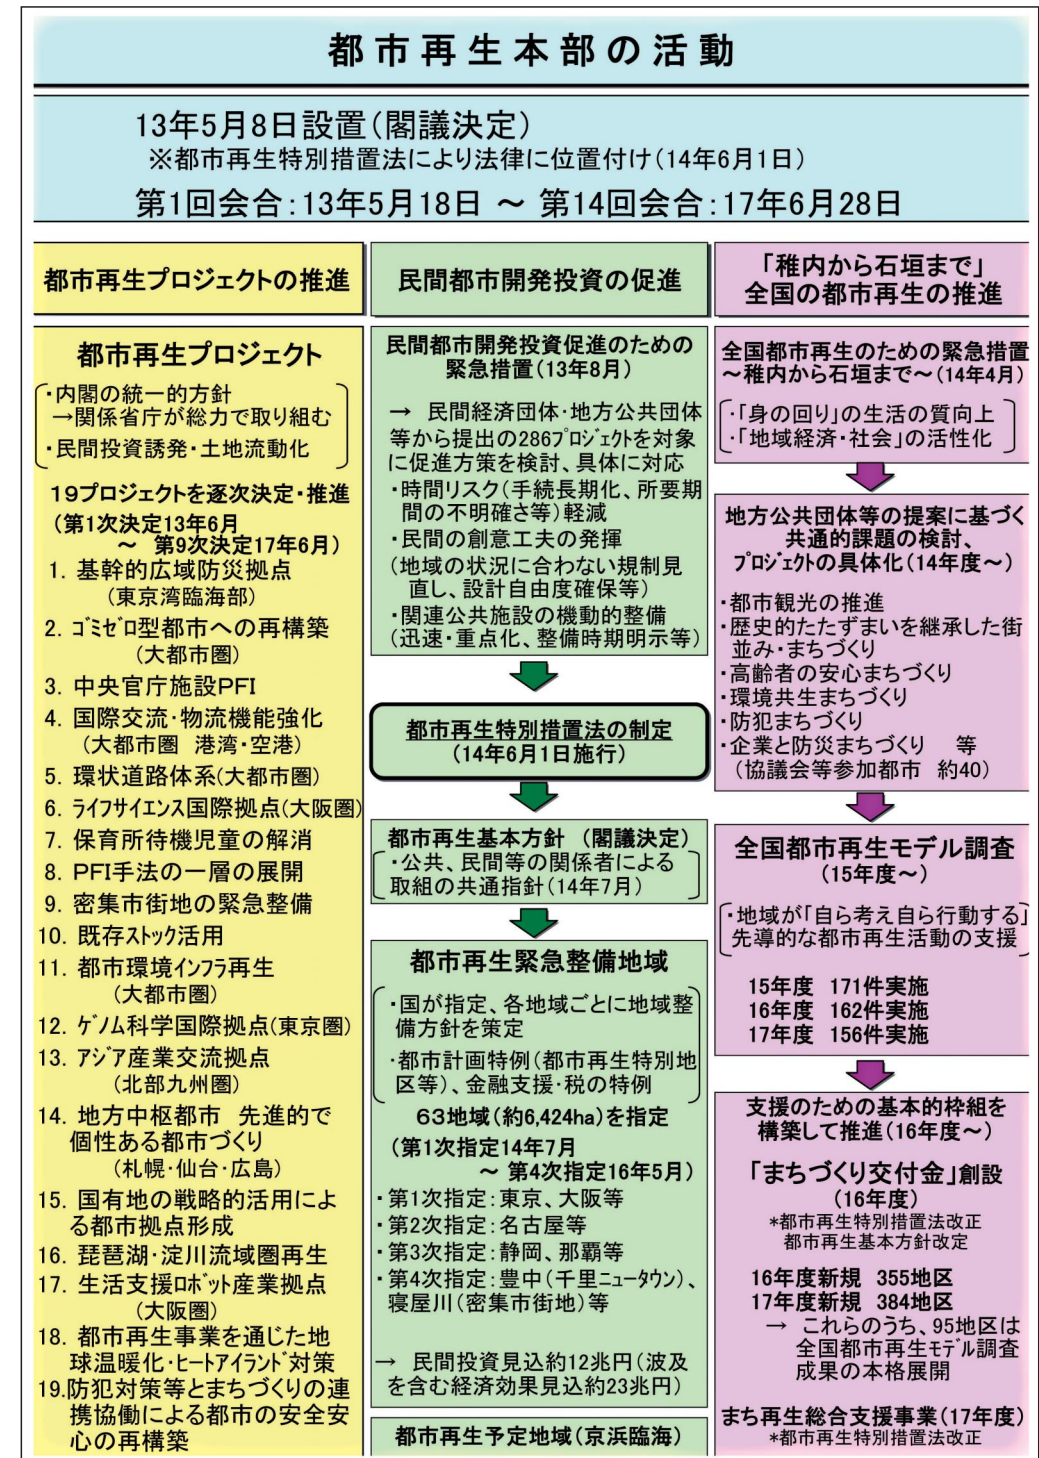 都市再生本部の活動
13年5月8日設置(閣議決定)
※都市再生特別措置法により法律に位置付け(14年6月1日)
第1回会合:13年5月18日 ～ 第14回会合:17年6月28日
都市再生プロジェクトの推進
都市再生プロジェクト
・内閣の統一的方針
→関係省庁が総力で取り組む
・民間投資誘発・土地流動化
19プロジェクトを逐次決定・推進
(第1次決定13年6月
～ 第9次決定17年6月)
1. 基幹的広域防災拠点
(東京湾臨海部)
2. ゴミゼロ型都市への再構築
(大都市圏)
3. 中央官庁施設PFI
4. 国際交流・物流機能強化
(大都市圏 港湾・空港)
5. 環状道路体系(大都市圏)
6. ライフサイエンス国際拠点(大阪圏)
7. 保育所待機児童の解消
8. PFI手法の一層の展開
9. 密集市街地の緊急整備
10. 既存ストック活用
11. 都市環境インフラ再生
(大都市圏)
12. ゲノム科学国際拠点(東京圏)
13. アジア産業交流拠点
(北部九州圏)
14. 地方中枢都市 先進的で
個性ある都市づくり
(札幌・仙台・広島)
15. 国有地の戦略的活用によ
る都市拠点形成
16. 琵琶湖・淀川流域圏再生
17. 生活支援ロボット産業拠点
(大阪圏)
18. 都市再生事業を通じた地
球温暖化・ヒートアイランド対策
19.防犯対策等とまちづくりの連
携協働による都市の安全安
心の再構築
民間都市開発投資の促進
民間都市開発投資促進のための
緊急措置(13年8月)
→ 民間経済団体・地方公共団体
等から提出の286プロジェクトを対象
に促進方策を検討、具体に対応
・時間リスク(手続長期化、所要期
間の不明確さ等)軽減
・民間の創意工夫の発揮
(地域の状況に合わない規制見
直し、設計自由度確保等)
・関連公共施設の機動的整備
(迅速・重点化、整備時期明示等)
都市再生特別措置法の制定
(14年6月1日施行)
都市再生基本方針 (閣議決定)
・公共、民間等の関係者による
取組の共通指針(14年7月)
都市再生緊急整備地域
・国が指定、各地域ごとに地域整
備方針を策定
・都市計画特例(都市再生特別地
区等)、金融支援・税の特例
63地域(約6,424ha)を指定
(第1次指定14年7月
～ 第4次指定16年5月)
・第1次指定:東京、大阪等
・第2次指定:名古屋等
・第3次指定:静岡、那覇等
・第4次指定:豊中(千里ニュータウン)、
寝屋川(密集市街地)等
→ 民間投資見込約12兆円(波及
を含む経済効果見込約23兆円)
都市再生予定地域(京浜臨海)
「稚内から石垣まで」
全国の都市再生の推進
全国都市再生のための緊急措置
～稚内から石垣まで～(14年4月)
・「身の回り」の生活の質向上
・「地域経済・社会」の活性化
地方公共団体等の提案に基づく
共通的課題の検討、
プロジェクトの具体化(14年度～)
・都市観光の推進
・歴史的たたずまいを継承した街
並み・まちづくり
・高齢者の安心まちづくり
・環境共生まちづくり
・防犯まちづくり
・企業と防災まちづくり 等
(協議会等参加都市 約40)
全国都市再生モデル調査
(15年度～)
・地域が「自ら考え自ら行動する」
先導的な都市再生活動の支援
15年度 171件実施
16年度 162件実施
17年度 156件実施
支援のための基本的枠組を
構築して推進(16年度～)
「まちづくり交付金」創設
(16年度)
*都市再生特別措置法改正
都市再生基本方針改定
16年度新規 355地区
17年度新規 384地区
→ これらのうち、95地区は
全国都市再生モデル調査
成果の本格展開
まち再生総合支援事業(17年度)
*都市再生特別措置法改正